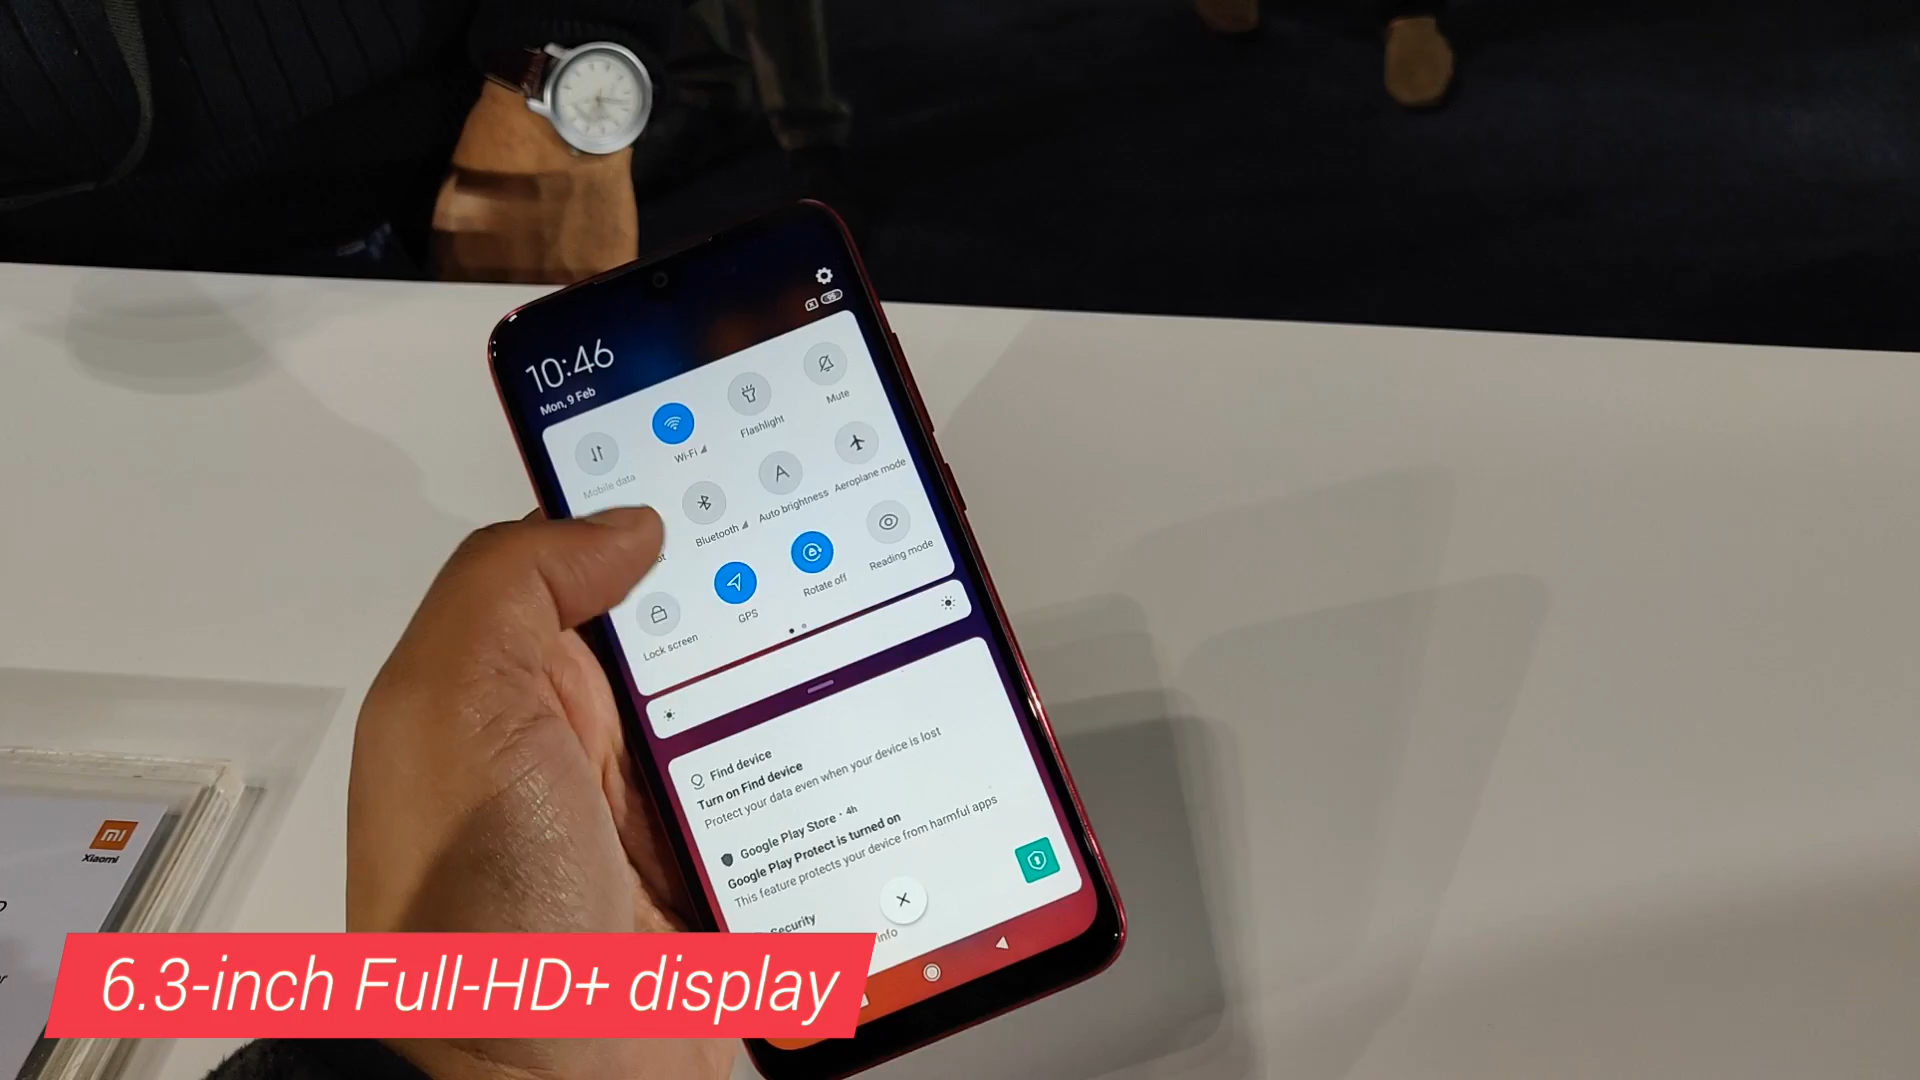 10:46
Mon, 9 Feb
Mobile data
Wi-Fi
Flashlight
Mute
Bluetooth
Auto brightness
Aeroplane mode
Lock screen
GPS
Rotate off
Reading mode
Find device
Turn on Find device
Protect your data even when your device is lost
Google Play Store • 4h
Google Play Protect is turned on
This feature protects your device from harmful apps
Security
info
mi
Xiaomi
6.3-inch Full-HD+ display